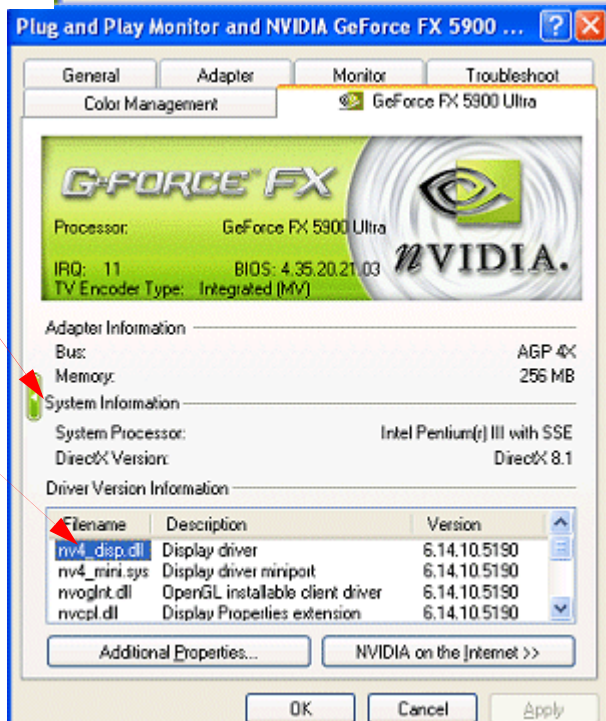 Plug and Play Monitor and NVIDIA GeForce FX 5900 ...
General Adapter Monitor Troubleshoot
Color Management GeForce FX 5900 Ultra
GEFORCE FX
nVIDIA.
Processor: GeForce FX 5900 Ultra
IRQ: 11 BIOS: 4.35.20.21.03
TV Encoder Type: Integrated (MV)
Adapter Information
Bus: AGP 4X
Memory: 256 MB
System Information
System Processor: Intel Pentium(r) III with SSE
DirectX Version: DirectX 8.1
Driver Version Information
Filename Description Version
nv4_disp.dll Display driver 6.14.10.5190
nv4_mini.sys Display driver miniport 6.14.10.5190
nvoglnt.dll OpenGL installable client driver 6.14.10.5190
nvcpl.dll Display Properties extension 6.14.10.5190
Additional Properties... NVIDIA on the Internet >>
OK Cancel Apply